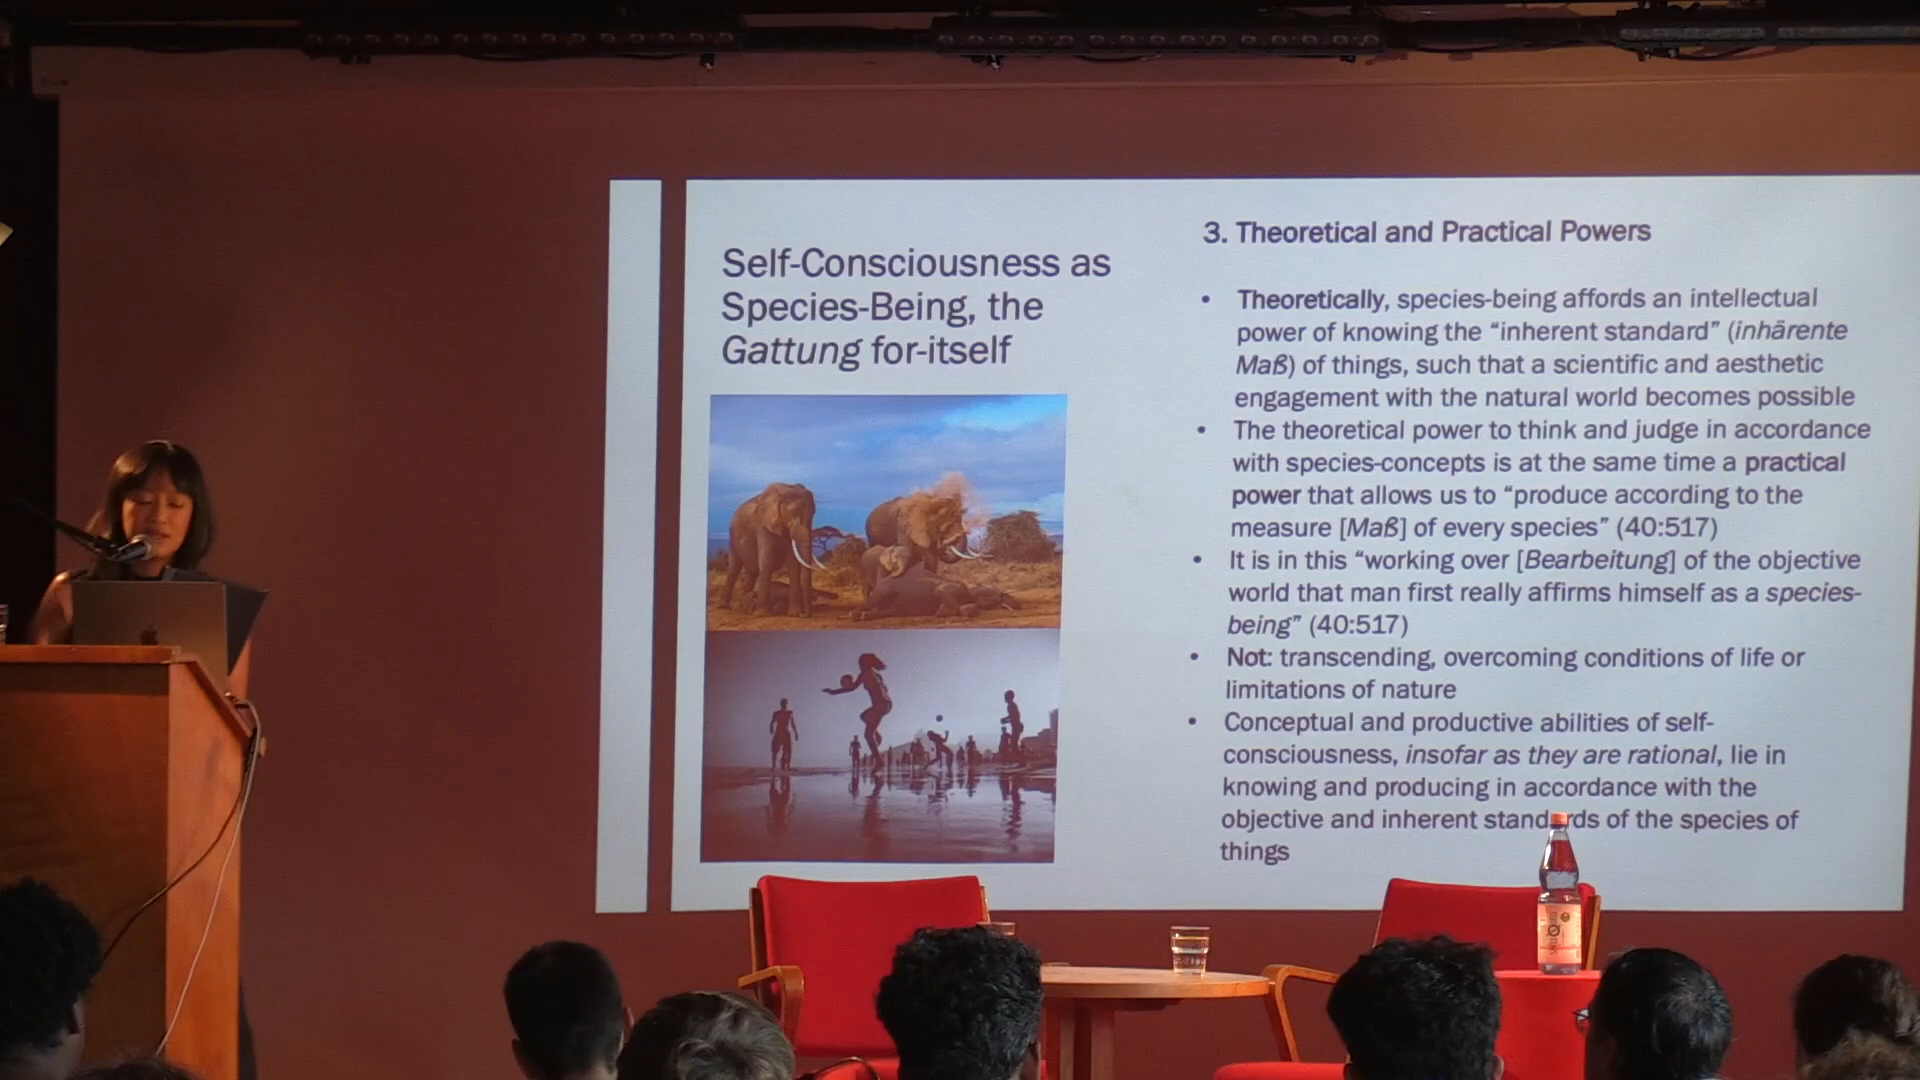 Self-Consciousness as
Species-Being, the
Gattung for-itself
3. Theoretical and Practical Powers
• Theoretically, species-being affords an intellectual
power of knowing the “inherent standard” (inhärente
Maß) of things, such that a scientific and aesthetic
engagement with the natural world becomes possible
• The theoretical power to think and judge in accordance
with species-concepts is at the same time a practical
power that allows us to “produce according to the
measure [Maß] of every species” (40:517)
• It is in this “working over [Bearbeitung] of the objective
world that man first really affirms himself as a species-
being” (40:517)
• Not: transcending, overcoming conditions of life or
limitations of nature
• Conceptual and productive abilities of self-
consciousness, insofar as they are rational, lie in
knowing and producing in accordance with the
objective and inherent standards of the species of
things